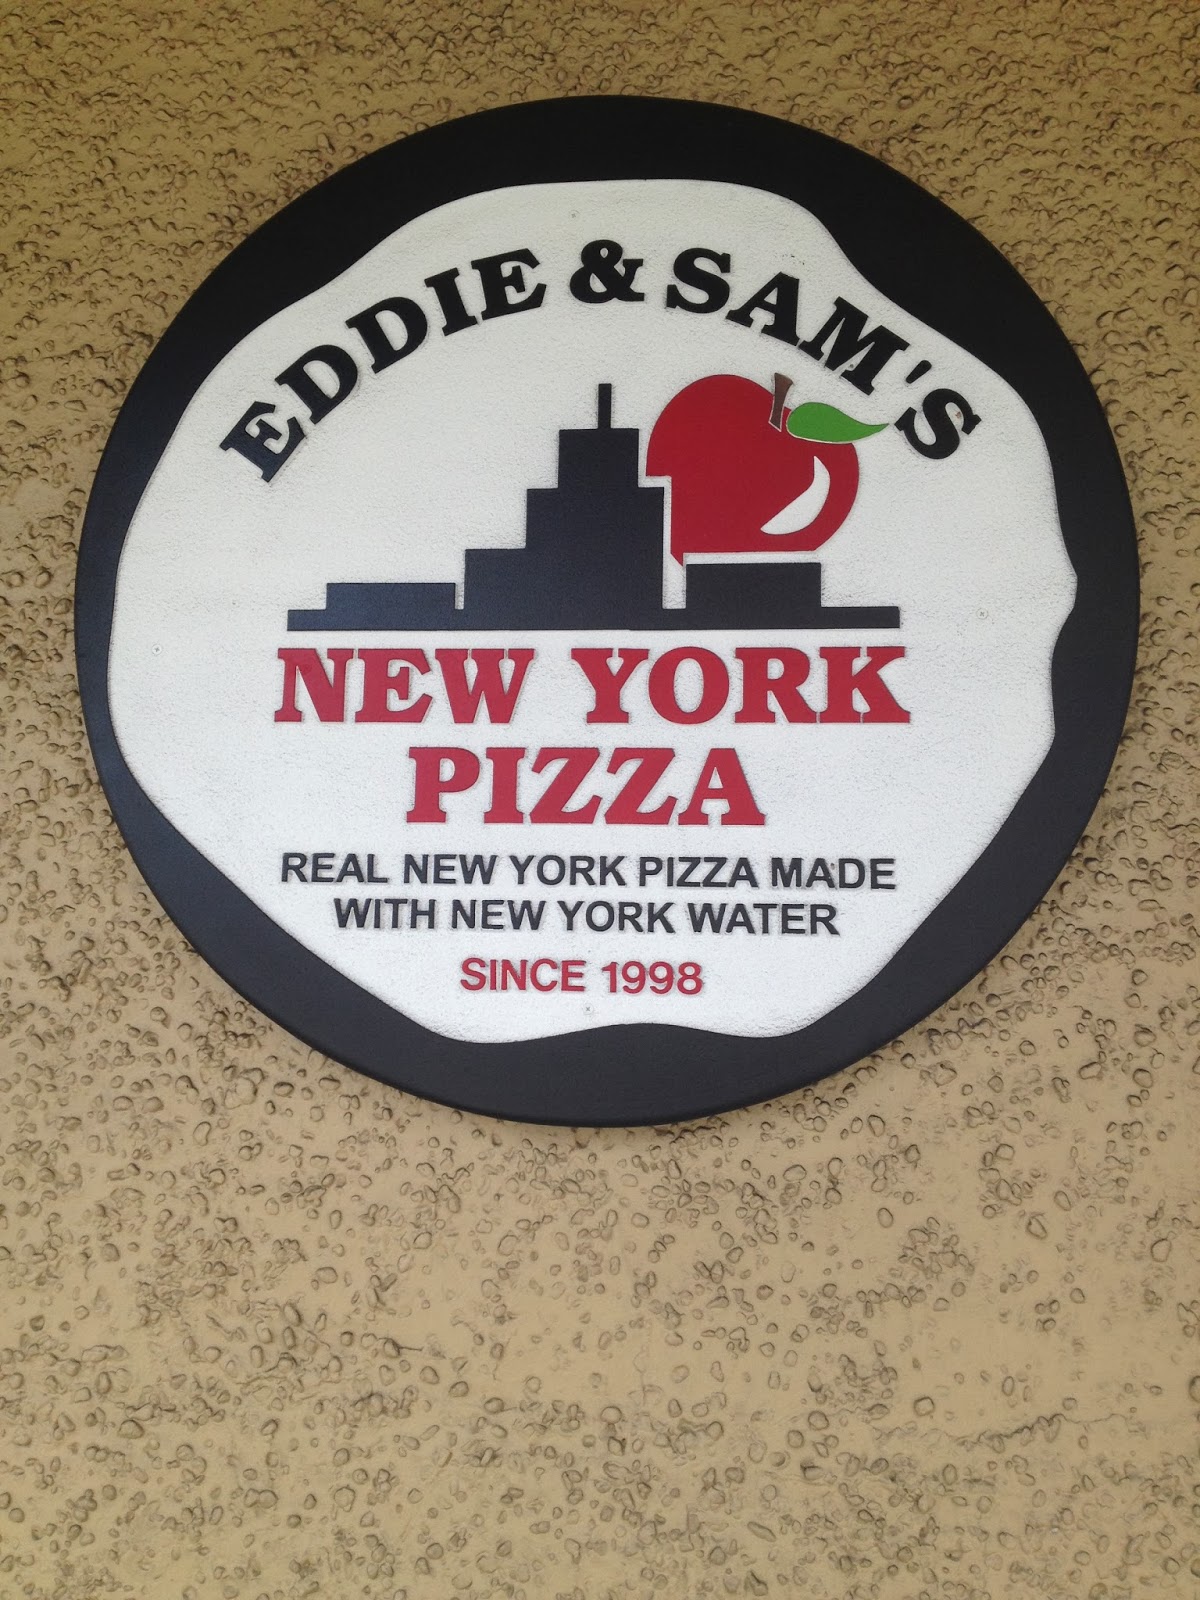 EDDIE & SAM'S
NEW YORK
PIZZA
REAL NEW YORK PIZZA MADE
WITH NEW YORK WATER
SINCE 1998